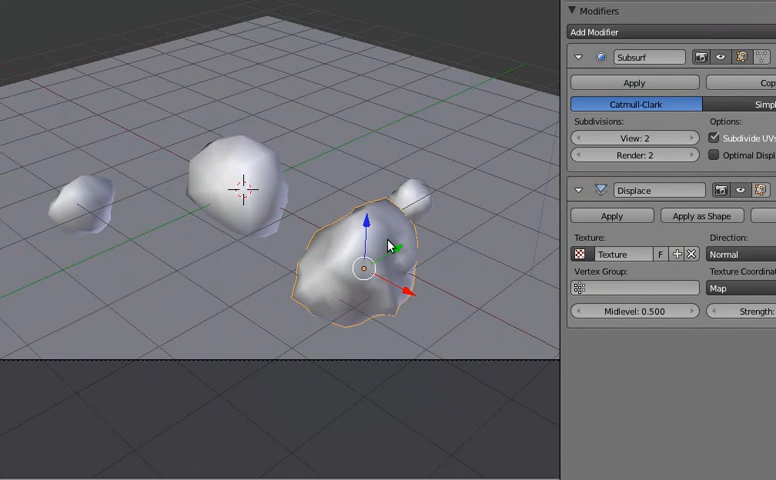 Modifiers
Add Modifier
Subsurf
Apply Cop
Catmull-Clark Simpl
Subdivisions: Options:
View: 2 Subdivide UVs
Render: 2 Optimal Displ
Displace
Apply Apply as Shape
Texture: Direction:
Texture F Normal
Vertex Group: Texture Coordina
Map
Midlevel: 0.500 Strength: